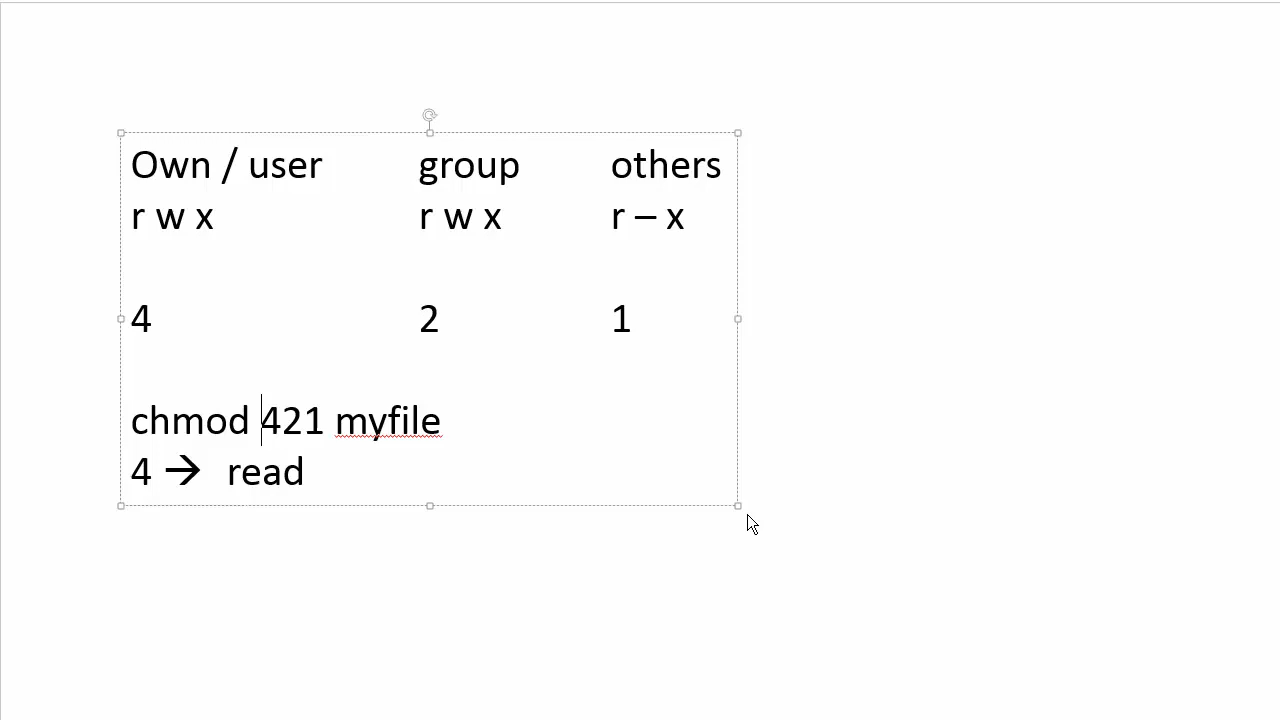 Own / user group others
r w x r w x r – x
4 2 1
chmod 421 myfile
4 → read